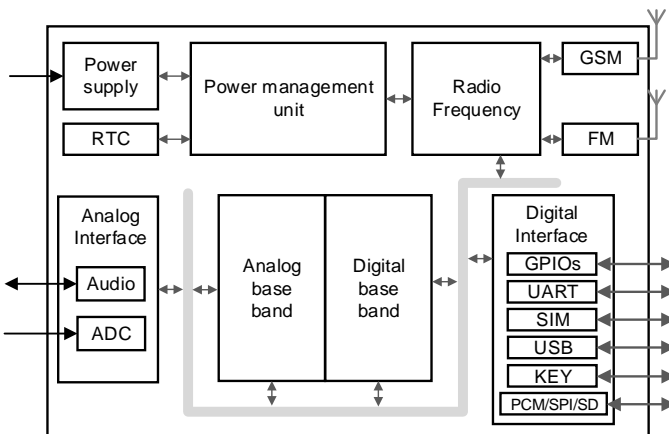 Power
supply
Power management
unit
Radio
Frequency
GSM
RTC
FM
Analog
Interface
Audio
ADC
Analog
base
band
Digital
base
band
Digital
Interface
GPIOs
UART
SIM
USB
KEY
PCM/SPI/SD